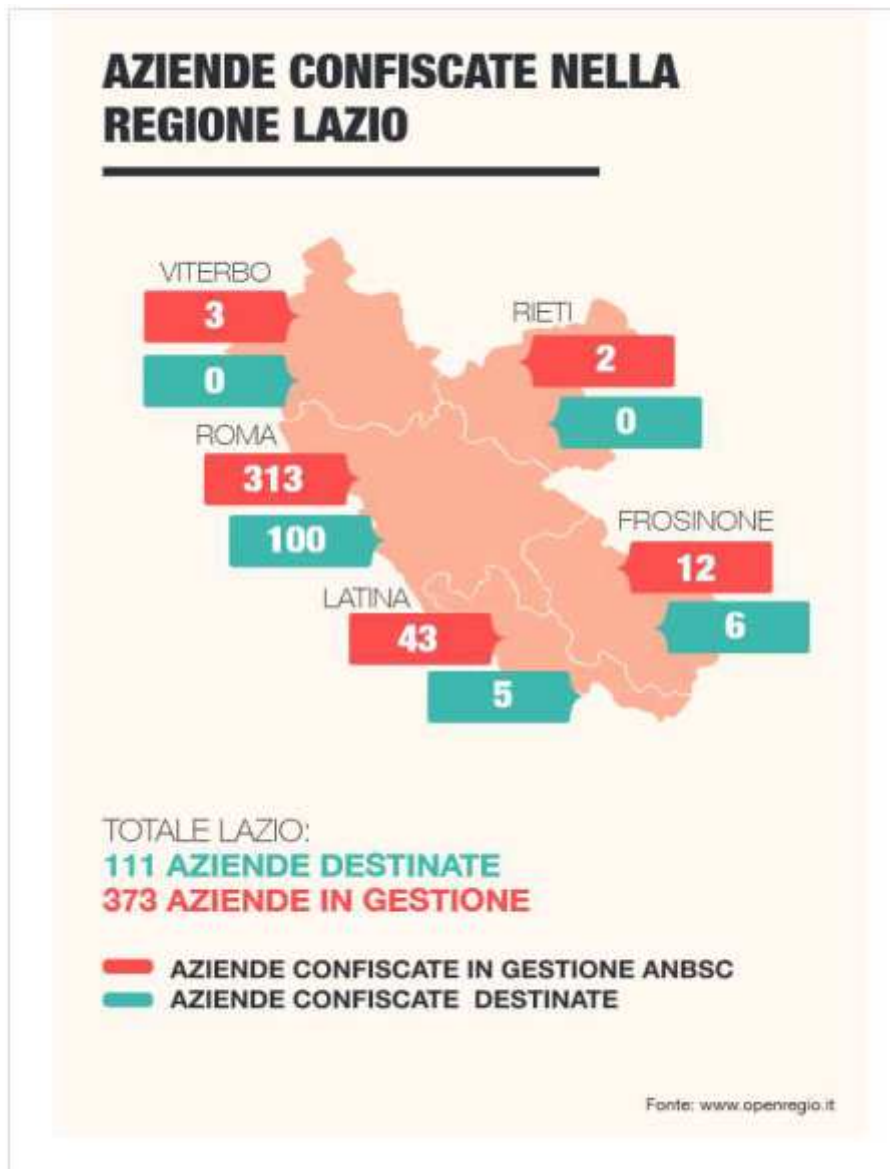 AZIENDE CONFISCATE NELLA
REGIONE LAZIO
VITERBO
3
0
RIETI
2
0
ROMA
313
100
FROSINONE
12
6
LATINA
43
5
TOTALE LAZIO:
111 AZIENDE DESTINATE
373 AZIENDE IN GESTIONE
AZIENDE CONFISCATE IN GESTIONE ANBSC
AZIENDE CONFISCATE DESTINATE
Fonte: www.openregio.it